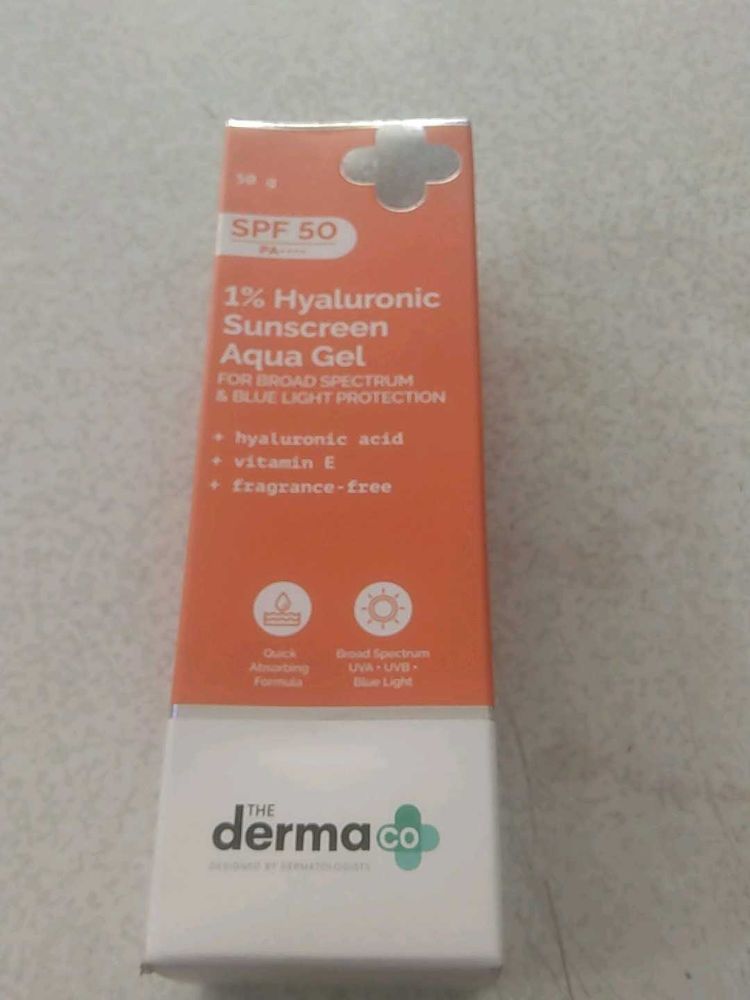 50 g
SPF 50
PA++++
1% Hyaluronic
Sunscreen
Aqua Gel
FOR BROAD SPECTRUM
& BLUE LIGHT PROTECTION
+ hyaluronic acid
+ vitamin E
+ fragrance-free
Quick
Absorbing
Formula
Broad Spectrum
UVA • UVB •
Blue Light
THE
derma co
DESIGNED BY DERMATOLOGISTS